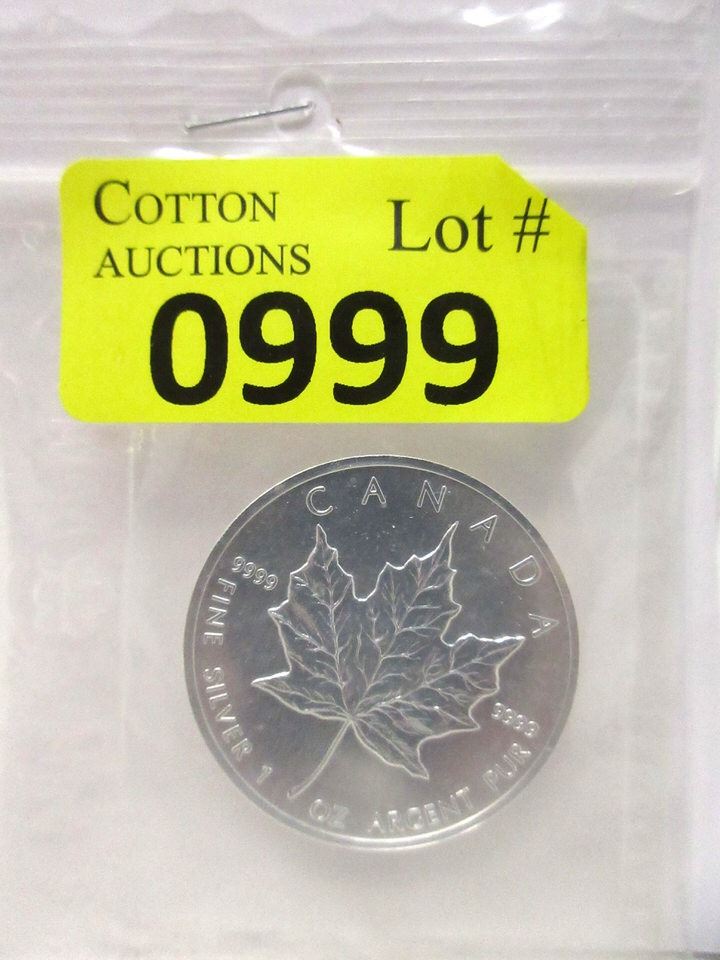 COTTON
AUCTIONS
Lot #
0999
CANADA
9999
FINE SILVER 1 OZ ARGENT PUR
9999